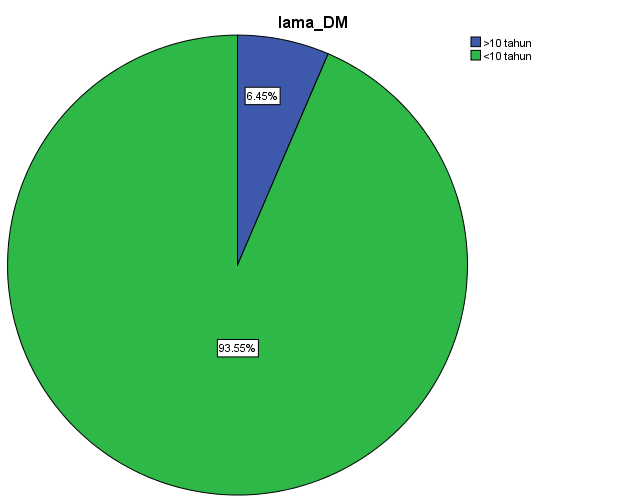 lama_DM
>10 tahun
<10 tahun
6.45%
93.55%